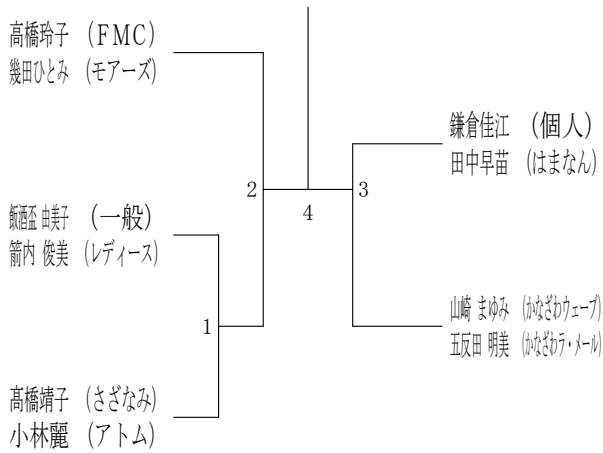 高橋玲子 (FMC)
幾田ひとみ (モアーズ)
飯酒盃 由美子 (一般)
箭内 俊美 (レディース)
髙橋靖子 (さざなみ)
小林麗 (アトム)
1
2
4
3
鎌倉佳江 (個人)
田中早苗 (はまなん)
山崎 まゆみ (かなざわウェーブ)
五反田 明美 (かなざわラ・メール)